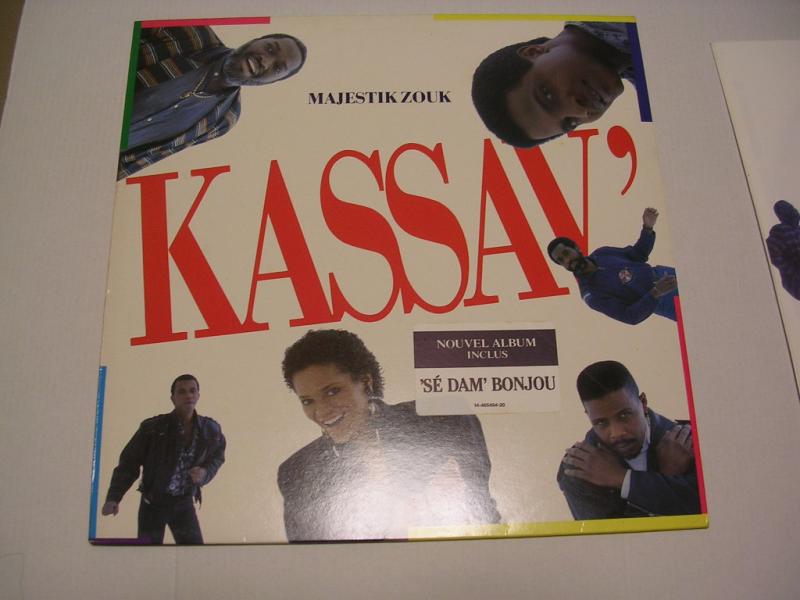 MAJESTIK ZOUK
KASSAV'
NOUVEL ALBUM
INCLUS
'SÉ DAM' BONJOU